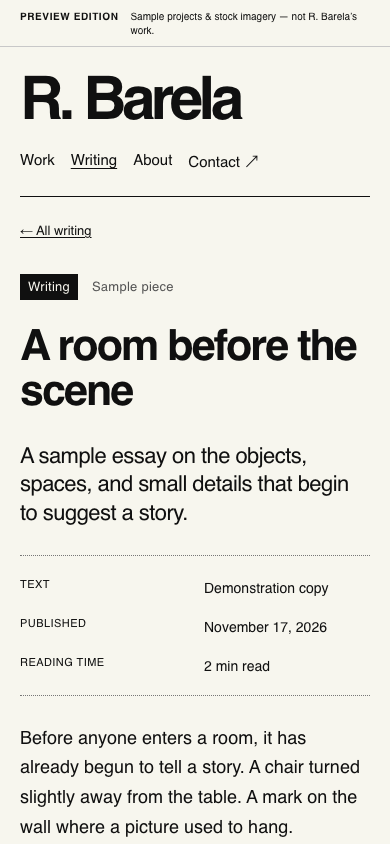 PREVIEW EDITION Sample projects & stock imagery — not R. Barela's
work.
R. Barela
Work Writing About Contact ↗
← All writing
Writing Sample piece
A room before the
scene
A sample essay on the objects,
spaces, and small details that begin
to suggest a story.
TEXT Demonstration copy
PUBLISHED November 17, 2026
READING TIME 2 min read
Before anyone enters a room, it has
already begun to tell a story. A chair turned
slightly away from the table. A mark on the
wall where a picture used to hang.